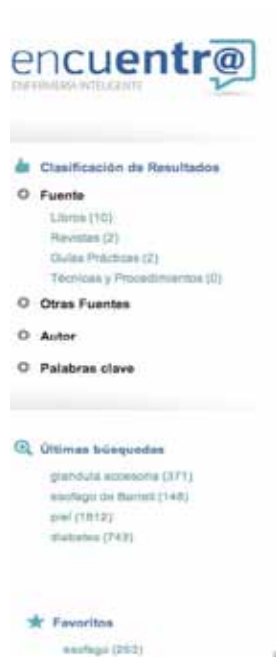 encuentr@
ENFERMERÍA INTELIGENTE
Clasificación de Resultados
Fuente
Libros (10)
Revistas (2)
Guías Prácticas (2)
Técnicas y Procedimientos (0)
Otras Fuentes
Autor
Palabras clave
Últimas búsquedas
glandula accesoria (371)
esofago de Barrett (148)
piel (1812)
diabetes (743)
Favoritos
esofago (253)